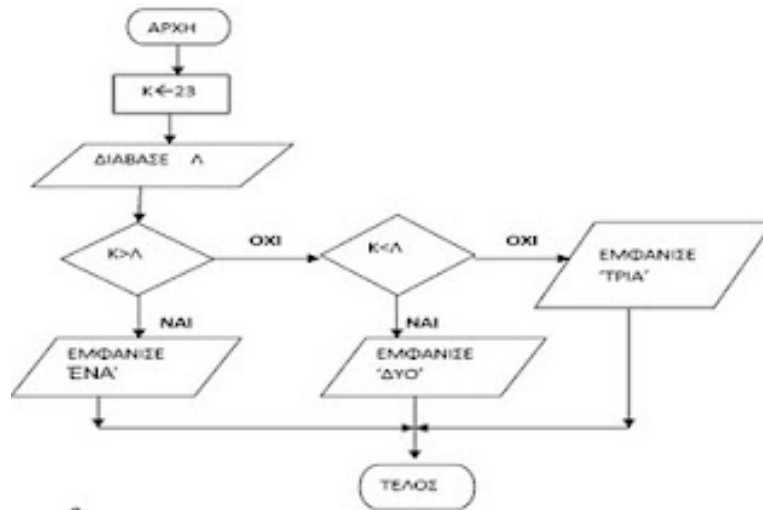 ΑΡΧΗ
Κ←23
ΔΙΑΒΑΣΕ Λ
Κ>Λ
ΟΧΙ
Κ<Λ
ΟΧΙ
ΕΜΦΑΝΙΣΕ
'ΤΡΙΑ'
ΝΑΙ
ΕΜΦΑΝΙΣΕ
'ΕΝΑ'
ΝΑΙ
ΕΜΦΑΝΙΣΕ
'ΔΥΟ'
ΤΕΛΟΣ